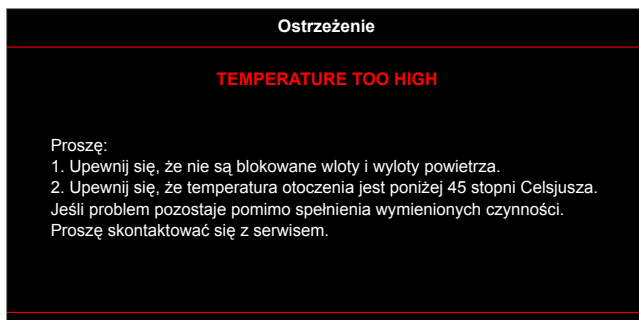 Ostrzeżenie
TEMPERATURE TOO HIGH
Proszę:
1. Upewnij się, że nie są blokowane wloty i wyloty powietrza.
2. Upewnij się, że temperatura otoczenia jest poniżej 45 stopni Celsjusza.
Jeśli problem pozostaje pomimo spełnienia wymienionych czynności.
Proszę skontaktować się z serwisem.